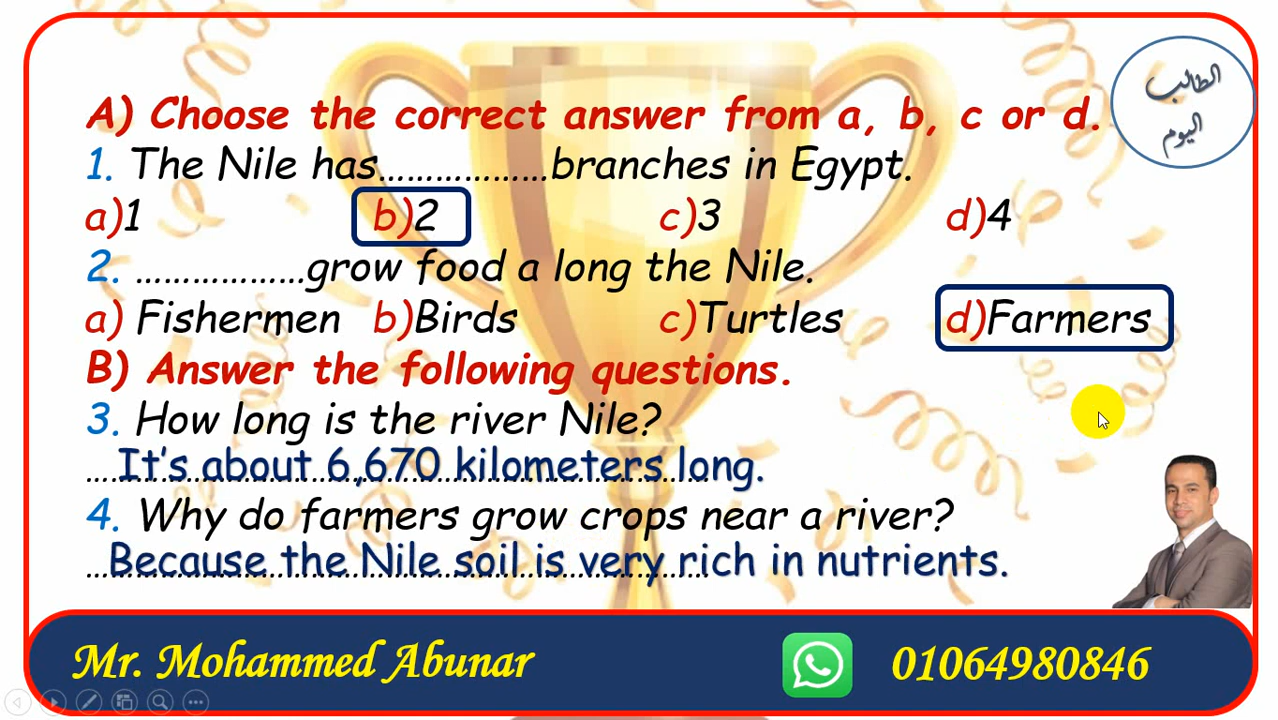 A) Choose the correct answer from a, b, c or d.
الطالب
اليوم
1. The Nile has..................branches in Egypt.
a)1 b)2 c)3 d)4
2. ..................grow food a long the Nile.
a) Fishermen b)Birds c)Turtles d)Farmers
B) Answer the following questions.
3. How long is the river Nile?
It's about 6,670 kilometers long.
4. Why do farmers grow crops near a river?
Because the Nile soil is very rich in nutrients.
Mr. Mohammed Abunar 01064980846